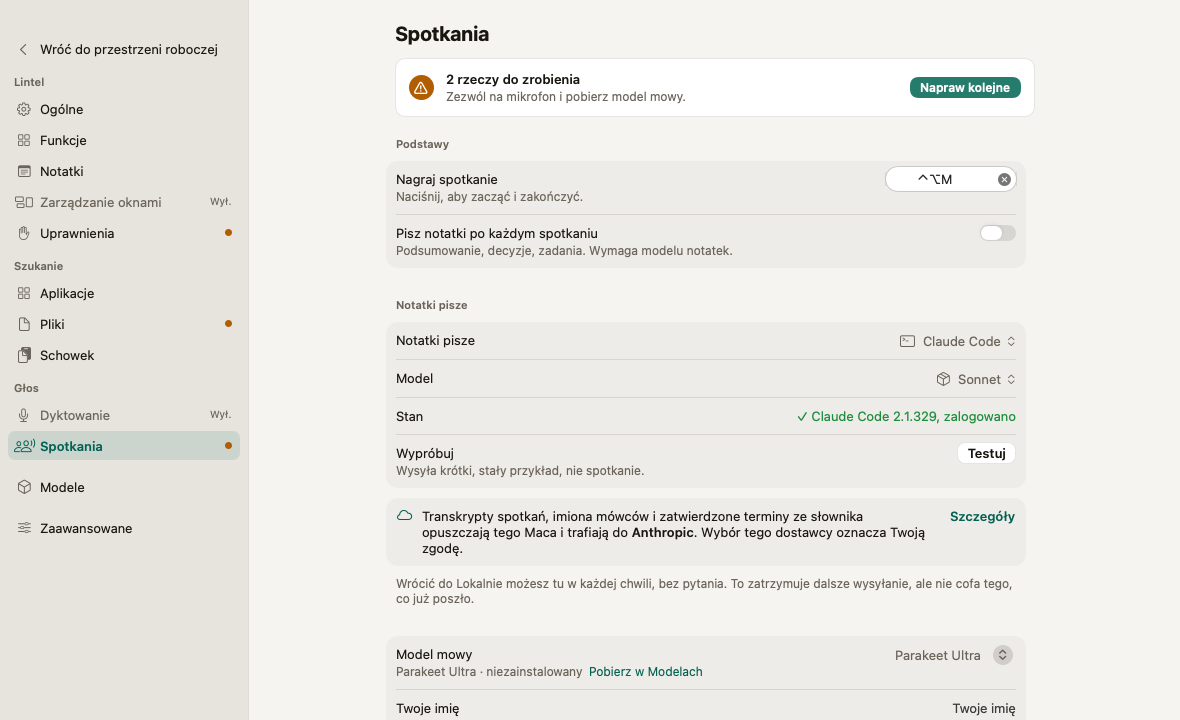 Wróć do przestrzeni roboczej
Lintel
Ogólne
Funkcje
Notatki
Zarządzanie oknami Wył.
Uprawnienia
Szukanie
Aplikacje
Pliki
Schowek
Głos
Dyktowanie Wył.
Spotkania
Modele
Zaawansowane
Spotkania
2 rzeczy do zrobienia
Zezwól na mikrofon i pobierz model mowy.
Napraw kolejne
Podstawy
Nagraj spotkanie
Naciśnij, aby zacząć i zakończyć.
⌃⌥M
Pisz notatki po każdym spotkaniu
Podsumowanie, decyzje, zadania. Wymaga modelu notatek.
Notatki pisze
Notatki pisze Claude Code
Model Sonnet
Stan ✓ Claude Code 2.1.329, zalogowano
Wypróbuj
Wysyła krótki, stały przykład, nie spotkanie.
Testuj
Transkrypty spotkań, imiona mówców i zatwierdzone terminy ze słownika
opuszczają tego Maca i trafiają do Anthropic. Wybór tego dostawcy oznacza Twoją
zgodę.
Szczegóły
Wrócić do Lokalnie możesz tu w każdej chwili, bez pytania. To zatrzymuje dalsze wysyłanie, ale nie cofa tego,
co już poszło.
Model mowy
Parakeet Ultra · niezainstalowany Pobierz w Modelach
Parakeet Ultra
Twoje imię Twoje imię